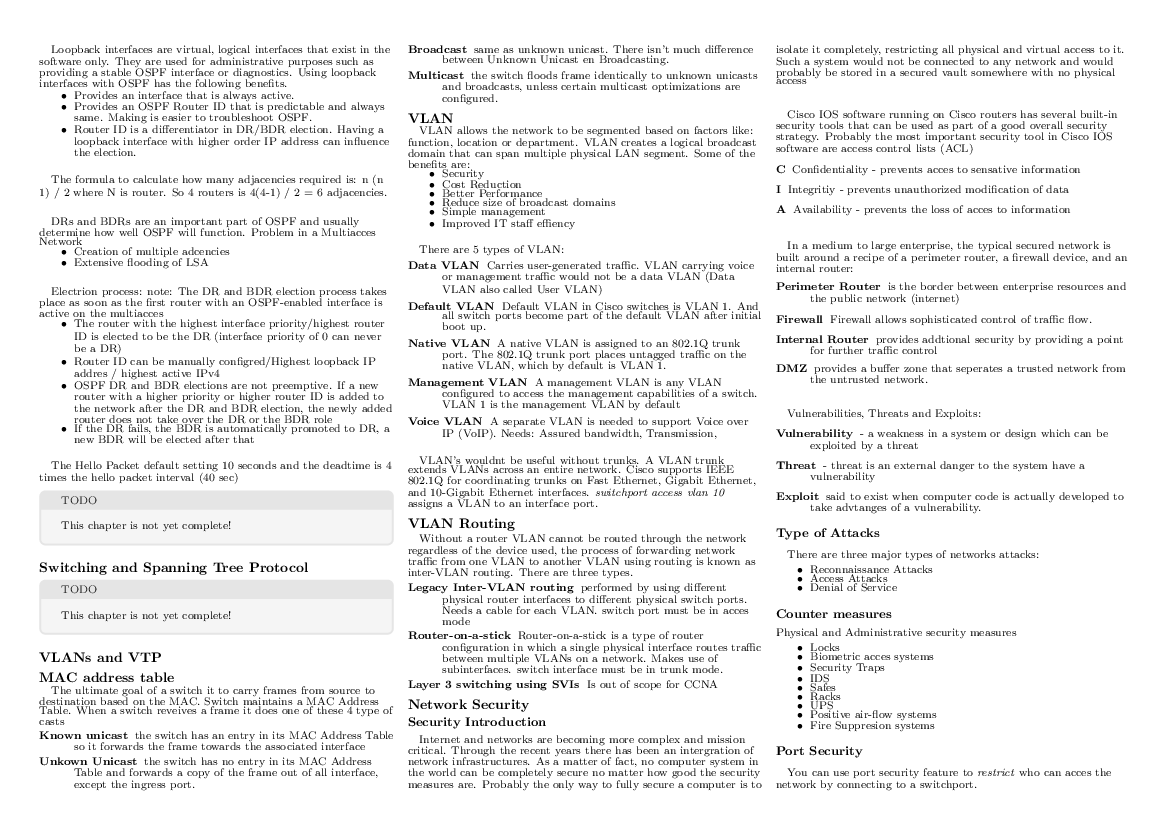 Loopback interfaces are virtual, logical interfaces that exist in the
software only. They are used for administrative purposes such as
providing a stable OSPF interface or diagnostics. Using loopback
interfaces with OSPF has the following benefits.
• Provides an interface that is always active.
• Provides an OSPF Router ID that is predictable and always
same. Making is easier to troubleshoot OSPF.
• Router ID is a differentiator in DR/BDR election. Having a
loopback interface with higher order IP address can influence
the election.
The formula to calculate how many adjacencies required is: n (n
1) / 2 where N is router. So 4 routers is 4(4-1) / 2 = 6 adjacencies.
DRs and BDRs are an important part of OSPF and usually
determine how well OSPF will function. Problem in a Multiacces
Network
• Creation of multiple adcencies
• Extensive flooding of LSA
Electrion process: note: The DR and BDR election process takes
place as soon as the first router with an OSPF-enabled interface is
active on the multiacces
• The router with the highest interface priority/highest router
ID is elected to be the DR (interface priority of 0 can never
be a DR)
• Router ID can be manually configred/Highest loopback IP
addres / highest active IPv4
• OSPF DR and BDR elections are not preemptive. If a new
router with a higher priority or higher router ID is added to
the network after the DR and BDR election, the newly added
router does not take over the DR or the BDR role
• If the DR fails, the BDR is automatically promoted to DR, a
new BDR will be elected after that
The Hello Packet default setting 10 seconds and the deadtime is 4
times the hello packet interval (40 sec)
TODO
This chapter is not yet complete!
Switching and Spanning Tree Protocol
TODO
This chapter is not yet complete!
VLANs and VTP
MAC address table
The ultimate goal of a switch it to carry frames from source to
destination based on the MAC. Switch maintains a MAC Address
Table. When a switch reveives a frame it does one of these 4 type of
casts
Known unicast the switch has an entry in its MAC Address Table
so it forwards the frame towards the associated interface
Unkown Unicast the switch has no entry in its MAC Address
Table and forwards a copy of the frame out of all interface,
except the ingress port.
Broadcast same as unknown unicast. There isn't much difference
between Unknown Unicast en Broadcasting.
Multicast the switch floods frame identically to unknown unicasts
and broadcasts, unless certain multicast optimizations are
configured.
VLAN
VLAN allows the network to be segmented based on factors like:
function, location or department. VLAN creates a logical broadcast
domain that can span multiple physical LAN segment. Some of the
benefits are:
• Security
• Cost Reduction
• Better Performance
• Reduce size of broadcast domains
• Simple management
• Improved IT staff effiency
There are 5 types of VLAN:
Data VLAN Carries user-generated traffic. VLAN carrying voice
or management traffic would not be a data VLAN (Data
VLAN also called User VLAN)
Default VLAN Default VLAN in Cisco switches is VLAN 1. And
all switch ports become part of the default VLAN after initial
boot up.
Native VLAN A native VLAN is assigned to an 802.1Q trunk
port. The 802.1Q trunk port places untagged traffic on the
native VLAN, which by default is VLAN 1.
Management VLAN A management VLAN is any VLAN
configured to access the management capabilities of a switch.
VLAN 1 is the management VLAN by default
Voice VLAN A separate VLAN is needed to support Voice over
IP (VoIP). Needs: Assured bandwidth, Transmission,
VLAN's wouldnt be useful without trunks. A VLAN trunk
extends VLANs across an entire network. Cisco supports IEEE
802.1Q for coordinating trunks on Fast Ethernet, Gigabit Ethernet,
and 10-Gigabit Ethernet interfaces. switchport access vlan 10
assigns a VLAN to an interface port.
VLAN Routing
Without a router VLAN cannot be routed through the network
regardless of the device used, the process of forwarding network
traffic from one VLAN to another VLAN using routing is known as
inter-VLAN routing. There are three types.
Legacy Inter-VLAN routing performed by using different
physical router interfaces to different physical switch ports.
Needs a cable for each VLAN. switch port must be in acces
mode
Router-on-a-stick Router-on-a-stick is a type of router
configuration in which a single physical interface routes traffic
between multiple VLANs on a network. Makes use of
subinterfaces. switch interface must be in trunk mode.
Layer 3 switching using SVIs Is out of scope for CCNA
Network Security
Security Introduction
Internet and networks are becoming more complex and mission
critical. Through the recent years there has been an intergration of
network infrastructures. As a matter of fact, no computer system in
the world can be completely secure no matter how good the security
measures are. Probably the only way to fully secure a computer is to
isolate it completely, restricting all physical and virtual access to it.
Such a system would not be connected to any network and would
probably be stored in a secured vault somewhere with no physical
access
Cisco IOS software running on Cisco routers has several built-in
security tools that can be used as part of a good overall security
strategy. Probably the most important security tool in Cisco IOS
software are access control lists (ACL)
C Confidentiality - prevents acces to sensative information
I Integritiy - prevents unauthorized modification of data
A Availability - prevents the loss of acces to information
In a medium to large enterprise, the typical secured network is
built around a recipe of a perimeter router, a firewall device, and an
internal router:
Perimeter Router is the border between enterprise resources and
the public network (internet)
Firewall Firewall allows sophisticated control of traffic flow.
Internal Router provides addtional security by providing a point
for further traffic control
DMZ provides a buffer zone that seperates a trusted network from
the untrusted network.
Vulnerabilities, Threats and Exploits:
Vulnerability - a weakness in a system or design which can be
exploited by a threat
Threat - threat is an external danger to the system have a
vulnerability
Exploit said to exist when computer code is actually developed to
take advtanges of a vulnerability.
Type of Attacks
There are three major types of networks attacks:
• Reconnaissance Attacks
• Access Attacks
• Denial of Service
Counter measures
Physical and Administrative security measures
• Locks
• Biometric acces systems
• Security Traps
• IDS
• Safes
• Racks
• UPS
• Positive air-flow systems
• Fire Suppresion systems
Port Security
You can use port security feature to restrict who can acces the
network by connecting to a switchport.